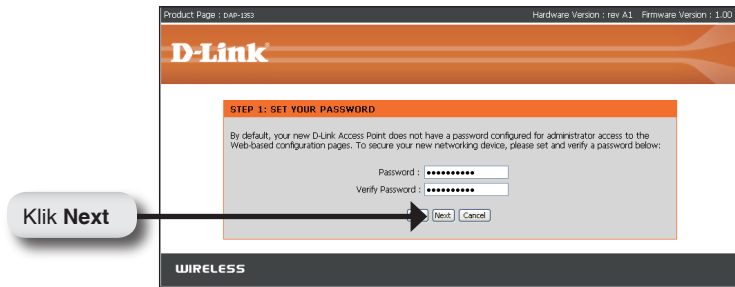 Product Page : DAP-1353 Hardware Version : rev A1 Firmware Version : 1.00
D-Link
STEP 1: SET YOUR PASSWORD
By default, your new D-Link Access Point does not have a password configured for administrator access to the
Web-based configuration pages. To secure your new networking device, please set and verify a password below:
Password : ••••••••••
Verify Password : ••••••••••
Klik Next
Next Cancel
WIRELESS